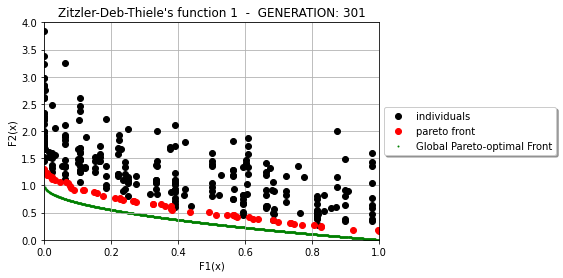 Zitzler-Deb-Thiele's function 1 - GENERATION: 301
4.0
3.5
3.0
2.5
2.0
1.5
1.0
0.5
0.0
F2(x)
0.0 0.2 0.4 0.6 0.8 1.0
F1(x)
individuals
pareto front
Global Pareto-optimal Front